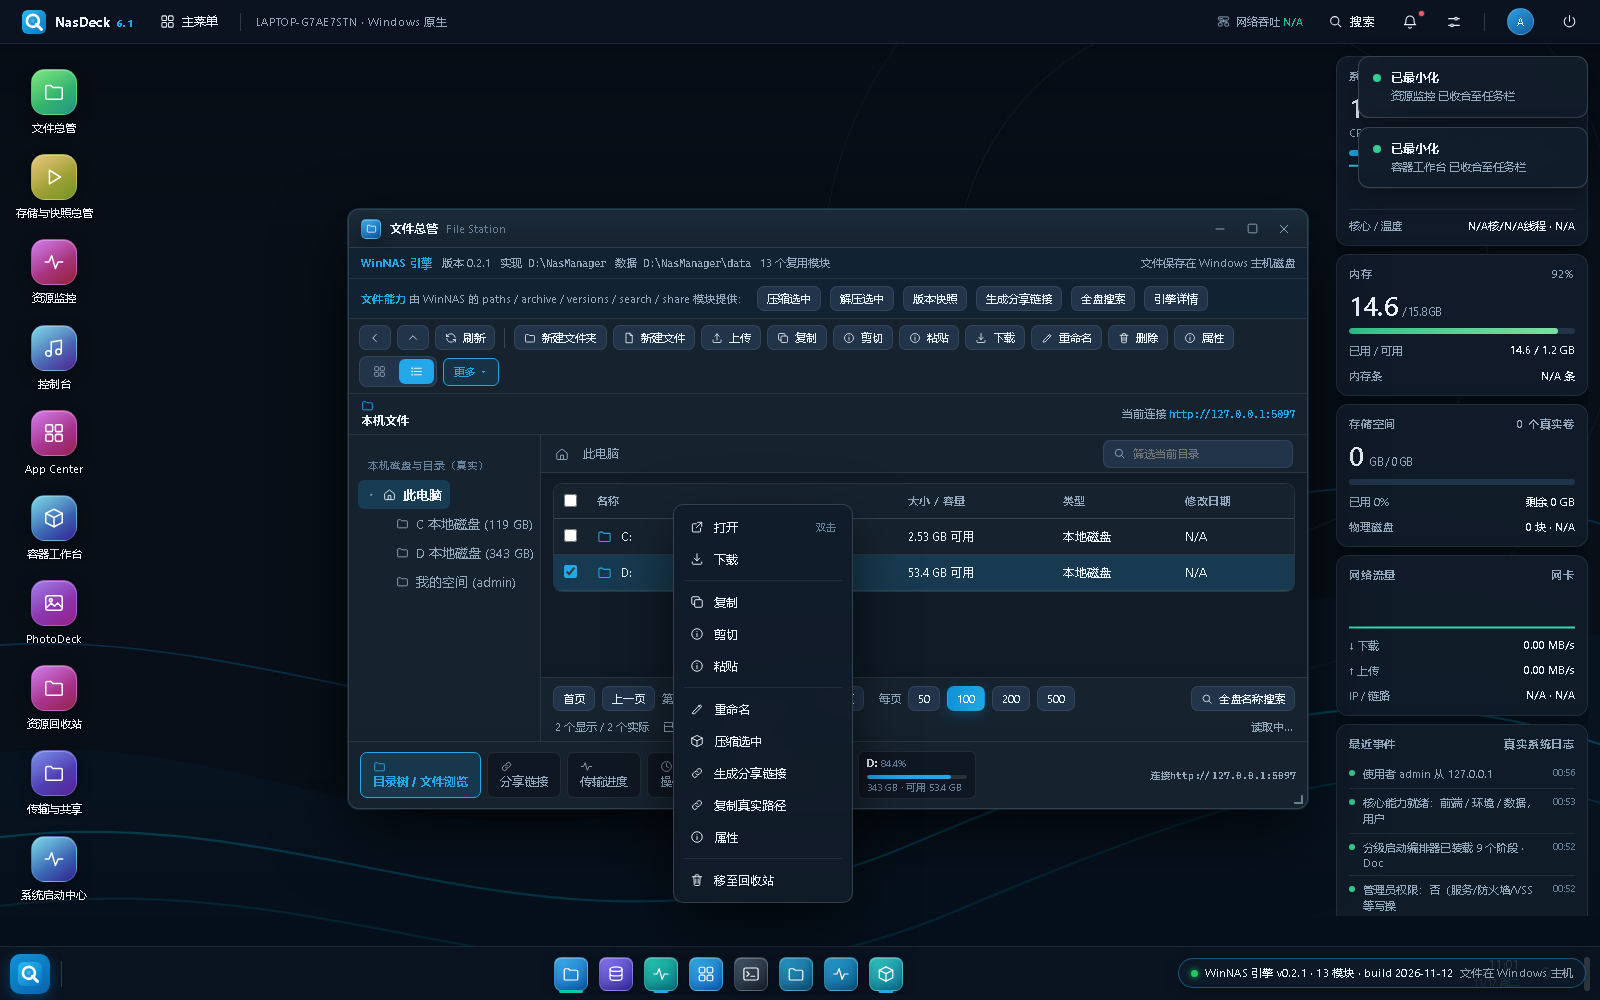 NasDeck 6.1
主菜单
LAPTOP-G7AE7STN · Windows 原生
网络吞吐 N/A
搜索
A
文件总管
存储与快照总管
资源监控
控制台
App Center
容器工作台
PhotoDeck
资源回收站
传输与共享
系统启动中心
文件总管 File Station
WinNAS 引擎 版本 0.2.1 实现 D:\NasManager 数据 D:\NasManager\data 13 个复用模块
文件保存在 Windows 主机磁盘
文件能力 由 WinNAS 的 paths / archive / versions / search / share 模块提供:
压缩选中
解压选中
版本快照
生成分享链接
全盘搜索
引擎详情
刷新
新建文件夹
新建文件
上传
复制
剪切
粘贴
下载
重命名
删除
属性
更多
本机文件
当前连接 http://127.0.0.1:5097
本机磁盘与目录（真实）
此电脑
C 本地磁盘 (119 GB)
D 本地磁盘 (343 GB)
我的空间 (admin)
此电脑
筛选当前目录
名称
大小 / 容量
类型
修改日期
C:
2.53 GB 可用
本地磁盘
N/A
D:
53.4 GB 可用
本地磁盘
N/A
打开
双击
下载
复制
剪切
粘贴
重命名
压缩选中
生成分享链接
复制真实路径
属性
移至回收站
首页
上一页
第
每页
50
100
200
500
全盘名称搜索
2 个显示 / 2 个实际
读取中...
目录树 / 文件浏览
分享链接
传输进度
D: 84.4%
343 GB · 可用 53.4 GB
连接http://127.0.0.1:5097
已最小化
资源监控 已收合至任务栏
已最小化
容器工作台 已收合至任务栏
核心 / 温度
N/A核/N/A线程 · N/A
内存
92%
14.6 /15.8GB
已用 / 可用
14.6 / 1.2 GB
内存条
N/A 条
存储空间
0 个真实卷
0 GB/0GB
已用 0%
剩余 0 GB
物理磁盘
0 块 · N/A
网络流量
网卡
↓ 下载
0.00 MB/s
↑ 上传
0.00 MB/s
IP / 链路
N/A · N/A
最近事件
真实系统日志
使用者 admin 从 127.0.0.1
00:56
核心能力就绪：前端 / 环境 / 数据,
用户
00:53
分级启动编排器已装载 9 个阶段 ·
Doc
00:52
管理员权限：否（服务/防火墙/VSS
等写操
00:52
WinNAS 引擎 v0.2.1 · 13 模块 · build 2026-11-12 文件在 Windows 主机